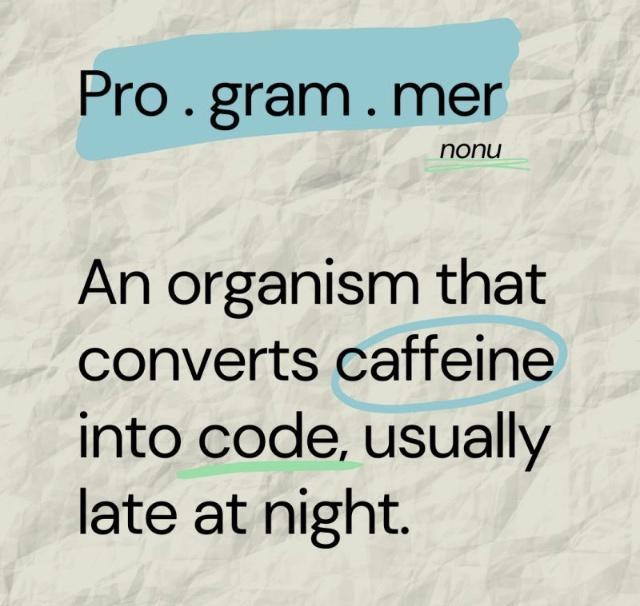 Pro . gram . mer
nonu
An organism that
converts caffeine
into code, usually
late at night.